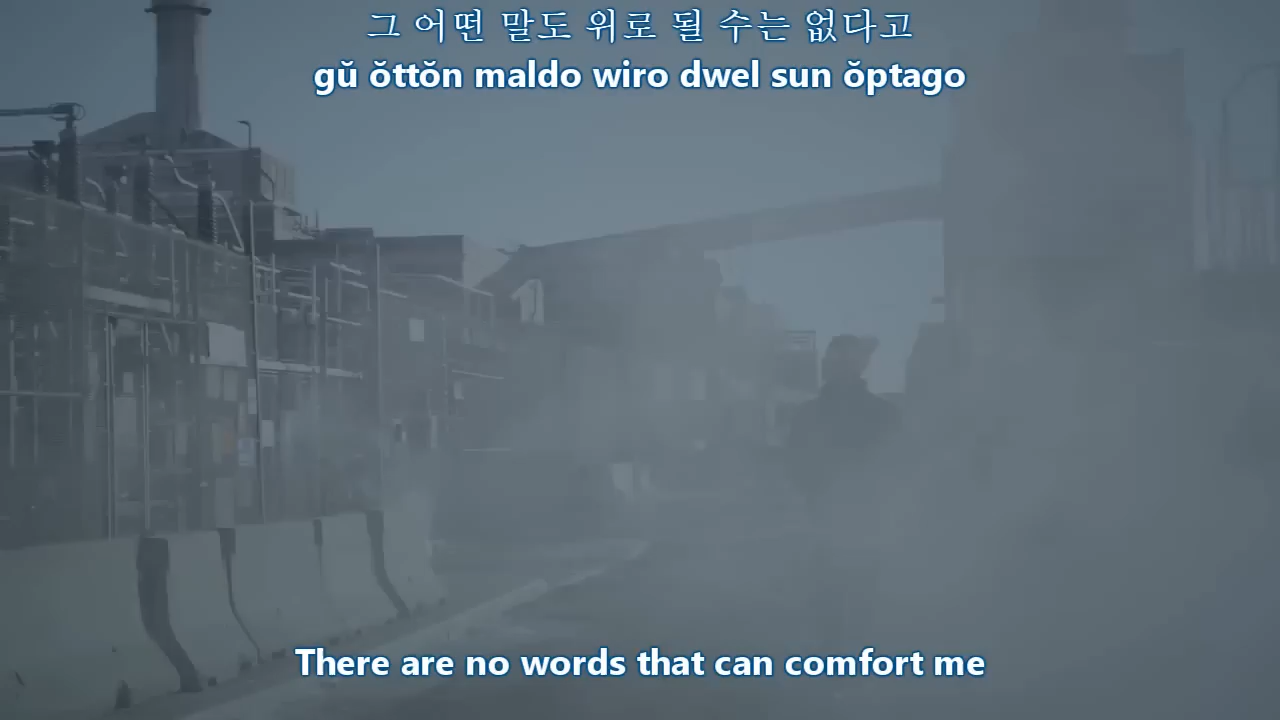 그 어떤 말도 위로 될 수는 없다고
gŭ ŏttŏn maldo wiro dwel sun ŏptago
There are no words that can comfort me